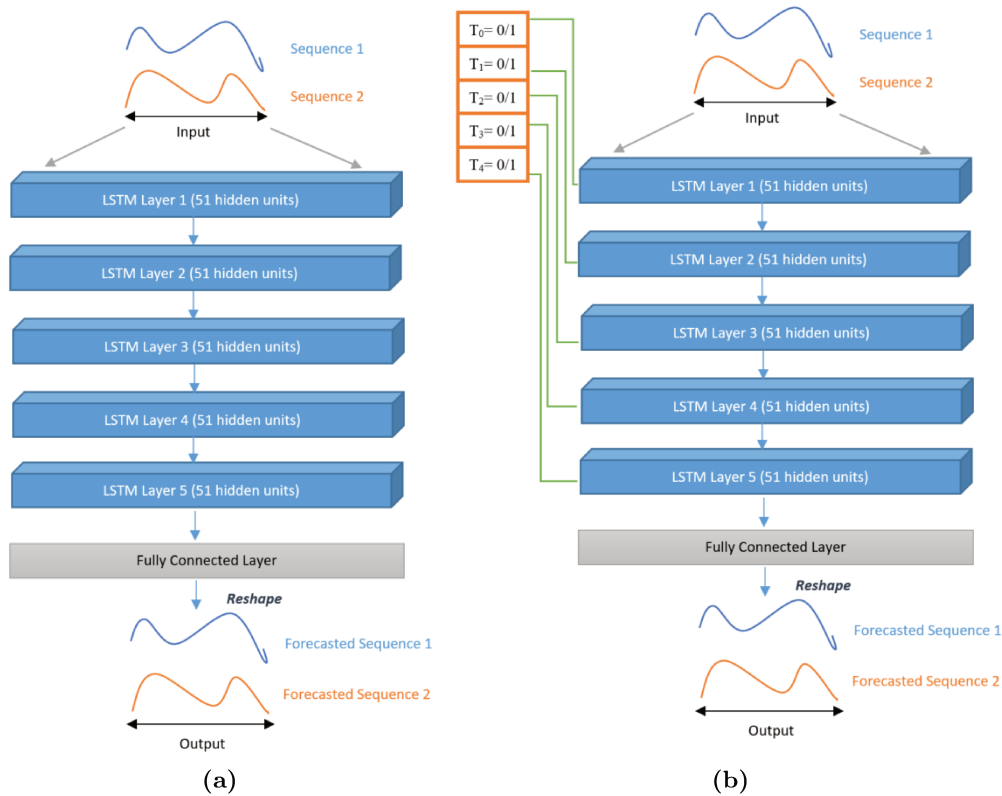 Sequence 1
Sequence 2
Input
LSTM Layer 1 (51 hidden units)
LSTM Layer 2 (51 hidden units)
LSTM Layer 3 (51 hidden units)
LSTM Layer 4 (51 hidden units)
LSTM Layer 5 (51 hidden units)
Fully Connected Layer
Reshape
Forecasted Sequence 1
Forecasted Sequence 2
Output
(a)
T₀= 0/1
T₁= 0/1
T₂= 0/1
T₃= 0/1
T₄= 0/1
Sequence 1
Sequence 2
Input
LSTM Layer 1 (51 hidden units)
LSTM Layer 2 (51 hidden units)
LSTM Layer 3 (51 hidden units)
LSTM Layer 4 (51 hidden units)
LSTM Layer 5 (51 hidden units)
Fully Connected Layer
Reshape
Forecasted Sequence 1
Forecasted Sequence 2
Output
(b)